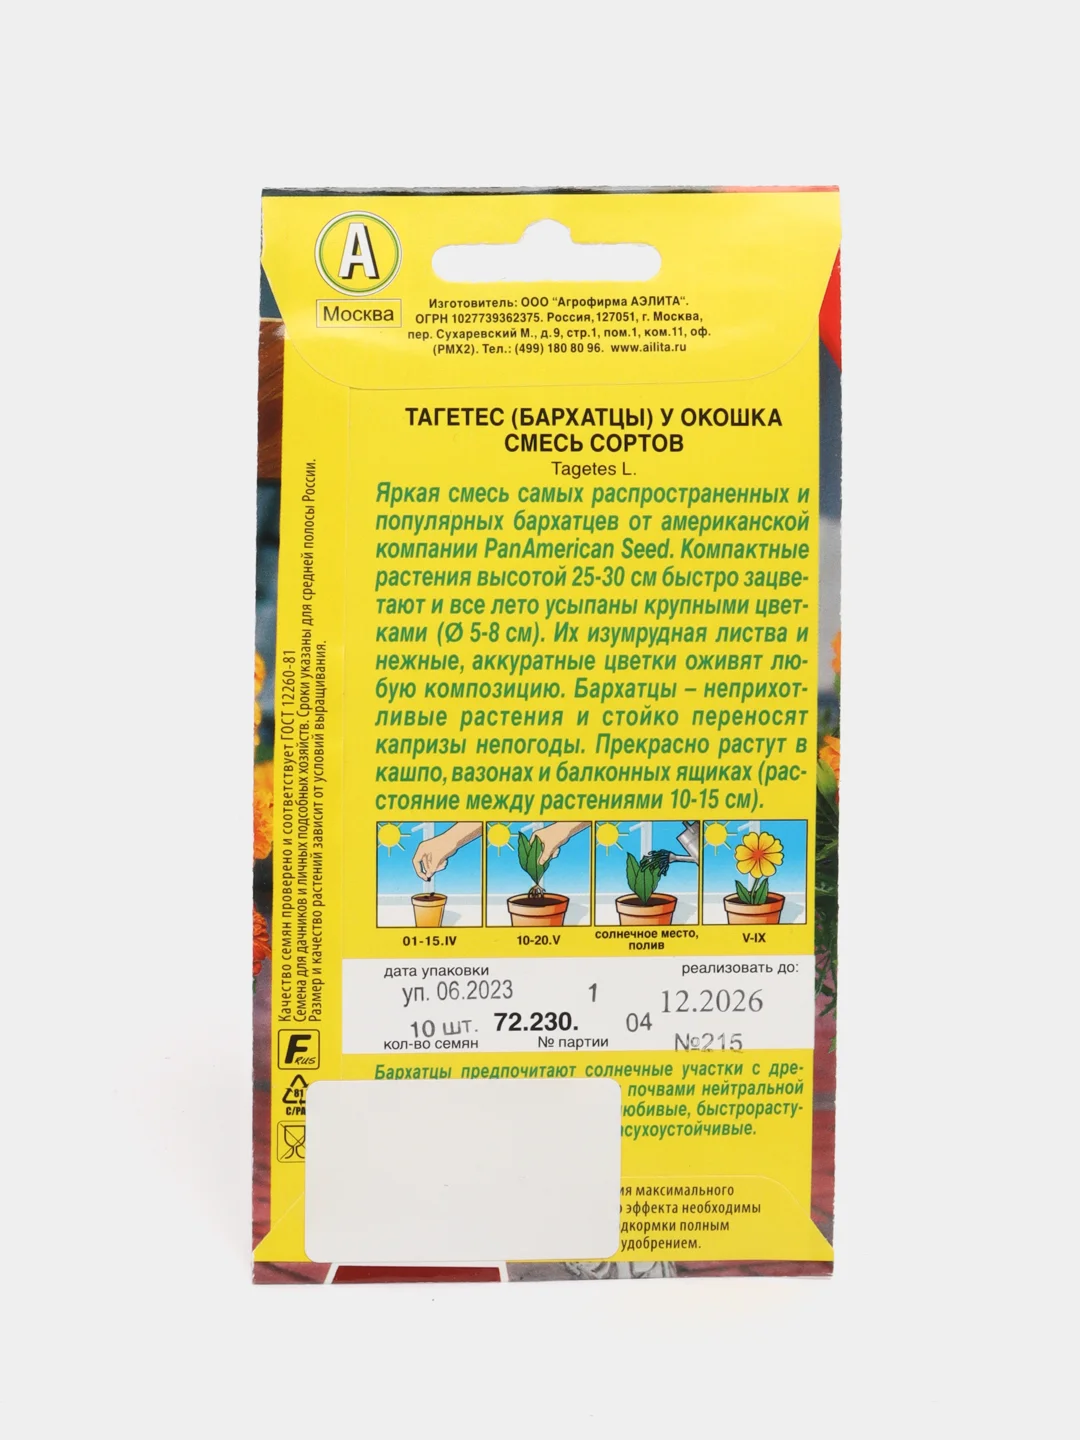 А
Москва
Изготовитель: ООО "Агрофирма АЭЛИТА".
ОГРН 1027739362375. Россия, 127051, г. Москва,
пер. Сухаревский М., д.9, стр.1, пом.1, ком.11, оф.
(РМХ2). Тел.: (499) 180 80 96. www.ailita.ru
ТАГЕТЕС (БАРХАТЦЫ) У ОКОШКА
СМЕСЬ СОРТОВ
Tagetes L.
Яркая смесь самых распространенных и
популярных бархатцев от американской
компании PanAmerican Seed. Компактные
растения высотой 25-30 см быстро зацве-
тают и все лето усыпаны крупными цвет-
ками (Ø 5-8 см). Их изумрудная листва и
нежные, аккуратные цветки оживят лю-
бую композицию. Бархатцы – неприхот-
ливые растения и стойко переносят
капризы непогоды. Прекрасно растут в
кашпо, вазонах и балконных ящиках (рас-
стояние между растениями 10-15 см).
01-15.IV
10-20.V
солнечное место,
полив
V-IX
дата упаковки
реализовать до:
уп. 06.2023
1
12.2026
10 шт.
72.230.
04
№215
кол-во семян
№ партии
Бархатцы предпочитают солнечные участки с дре-
почвами нейтральной
быстрорасту-
максимального
эффекта необходимы
полным
удобрением.
Качество семян проверено и соответствует ГОСТ 12260-81
Семена для дачников и личных подсобных хозяйств. Сроки указаны для средней полосы России.
Размер и качество растений зависит от условий выращивания.
F RUS
81
C/PA